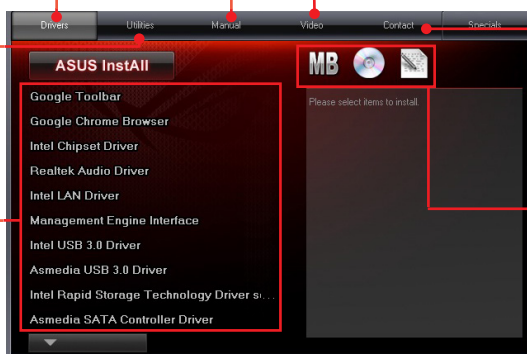 Drivers Utilities Manual Video Contact Specials
ASUS InstAll
MB
Please select items to install.
Google Toolbar
Google Chrome Browser
Intel Chipset Driver
Realtek Audio Driver
Intel LAN Driver
Management Engine Interface
Intel USB 3.0 Driver
Asmedia USB 3.0 Driver
Intel Rapid Storage Technology Driver s...
Asmedia SATA Controller Driver